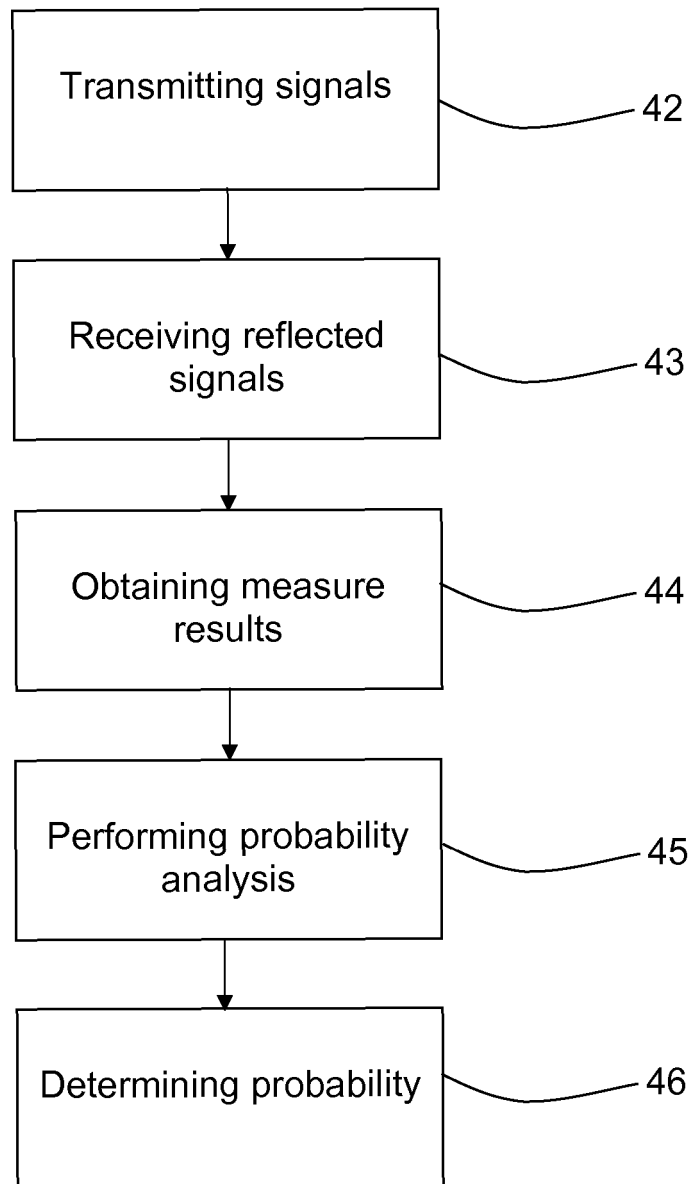 Transmitting signals
42
Receiving reflected
signals
43
Obtaining measure
results
44
Performing probability
analysis
45
Determining probability
46